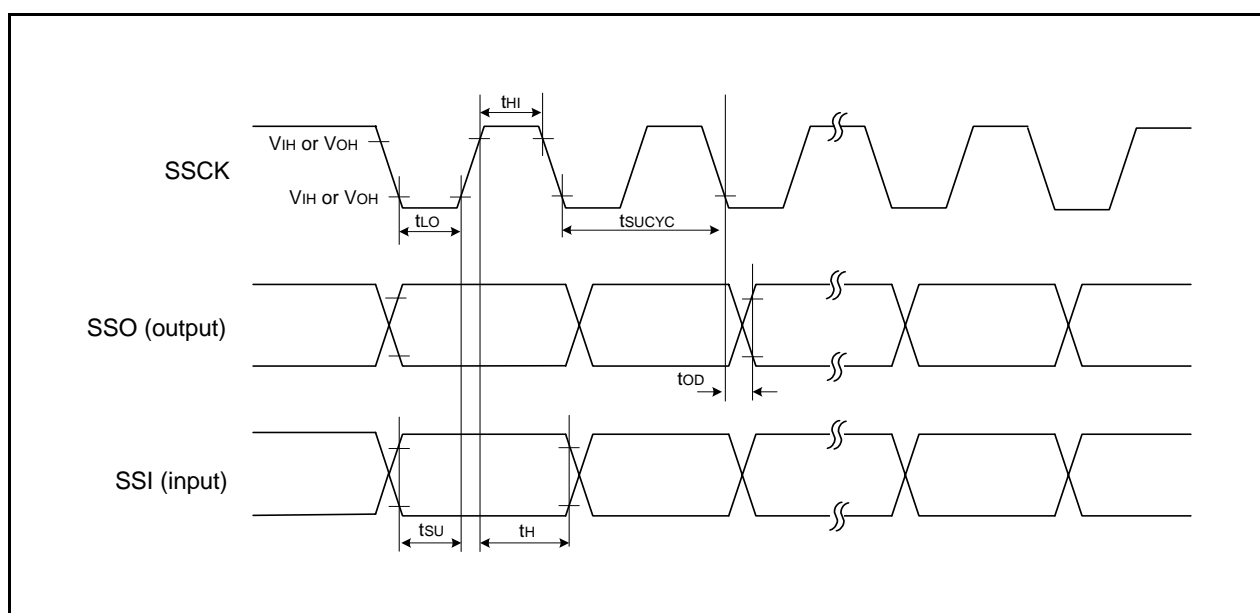 tHI
VIH or VOH
SSCK
VIH or VOH
tLO
tSUCYC
SSO (output)
tOD
SSI (input)
tSU
tH